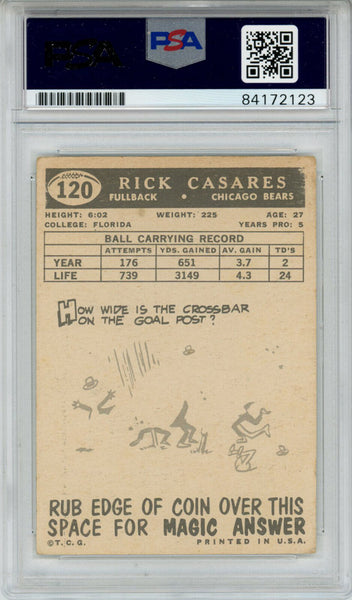 PSA
PSA
84172123
120 RICK CASARES
FULLBACK • CHICAGO BEARS
HEIGHT: 6:02 WEIGHT: 225 AGE: 27
COLLEGE: FLORIDA YEARS PRO: 5
BALL CARRYING RECORD
ATTEMPTS YDS. GAINED AV. GAIN TD'S
YEAR 176 651 3.7 2
LIFE 739 3149 4.3 24
HOW WIDE IS THE CROSSBAR
ON THE GOAL POST?
RUB EDGE OF COIN OVER THIS
SPACE FOR MAGIC ANSWER
©T.C.G. PRINTED IN U.S.A.